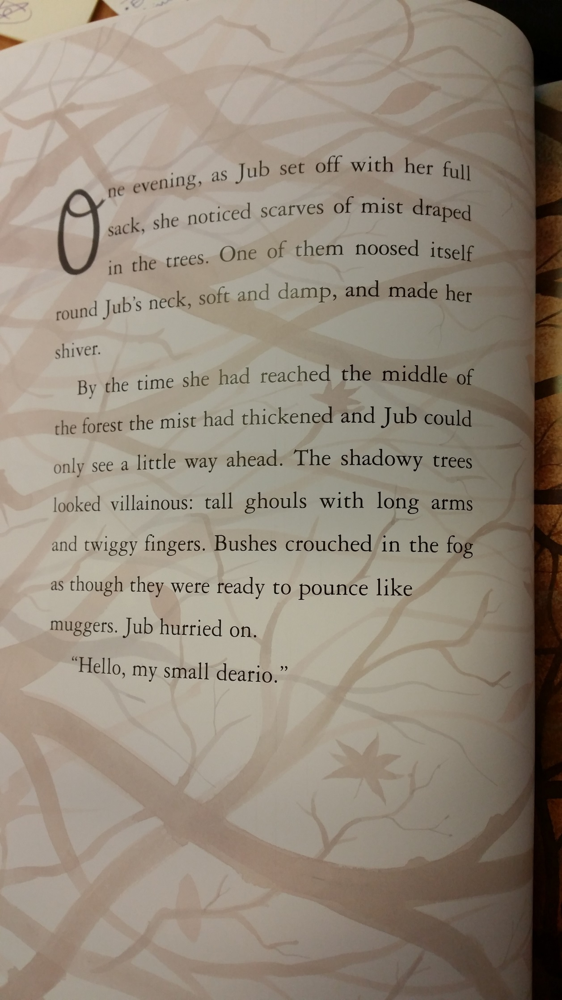 One evening, as Jub set off with her full
sack, she noticed scarves of mist draped
in the trees. One of them noosed itself
round Jub’s neck, soft and damp, and made her
shiver.
By the time she had reached the middle of
the forest the mist had thickened and Jub could
only see a little way ahead. The shadowy trees
looked villainous: tall ghouls with long arms
and twiggy fingers. Bushes crouched in the fog
as though they were ready to pounce like
muggers. Jub hurried on.
“Hello, my small deario.”